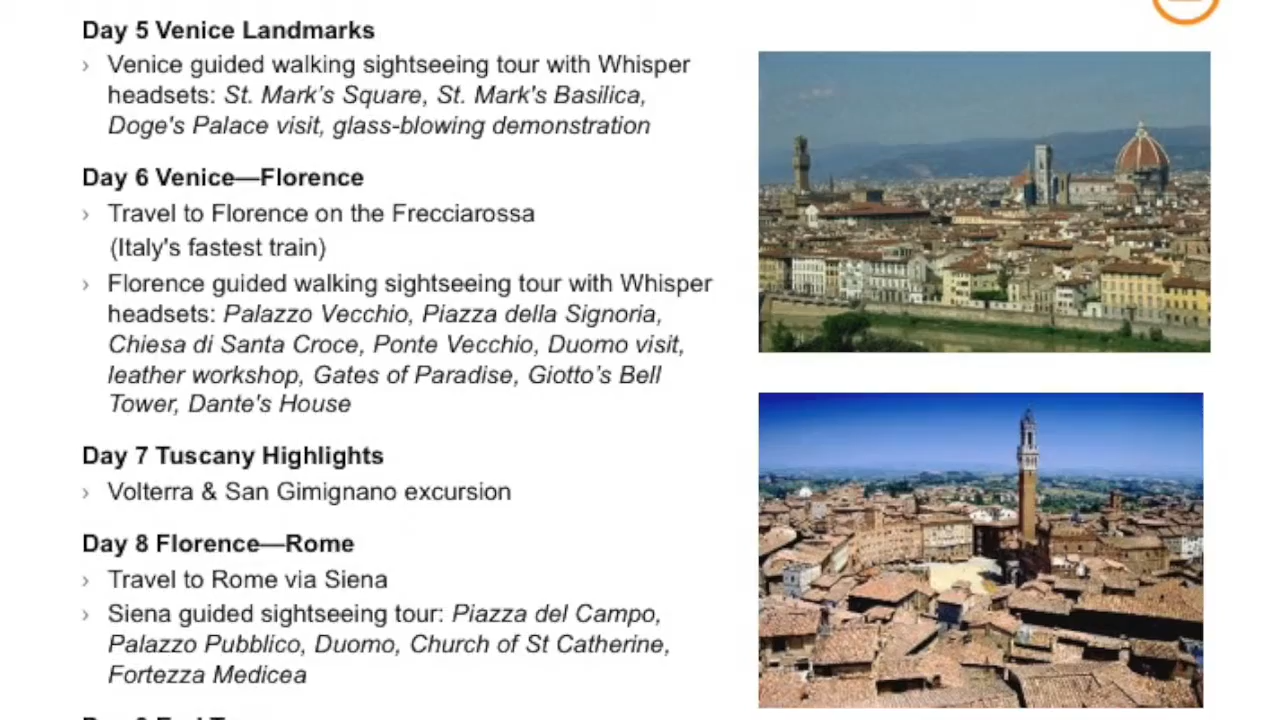 Day 5 Venice Landmarks
› Venice guided walking sightseeing tour with Whisper
headsets: St. Mark’s Square, St. Mark's Basilica,
Doge's Palace visit, glass-blowing demonstration
Day 6 Venice—Florence
› Travel to Florence on the Frecciarossa
(Italy's fastest train)
› Florence guided walking sightseeing tour with Whisper
headsets: Palazzo Vecchio, Piazza della Signoria,
Chiesa di Santa Croce, Ponte Vecchio, Duomo visit,
leather workshop, Gates of Paradise, Giotto’s Bell
Tower, Dante's House
Day 7 Tuscany Highlights
› Volterra & San Gimignano excursion
Day 8 Florence—Rome
› Travel to Rome via Siena
› Siena guided sightseeing tour: Piazza del Campo,
Palazzo Pubblico, Duomo, Church of St Catherine,
Fortezza Medicea